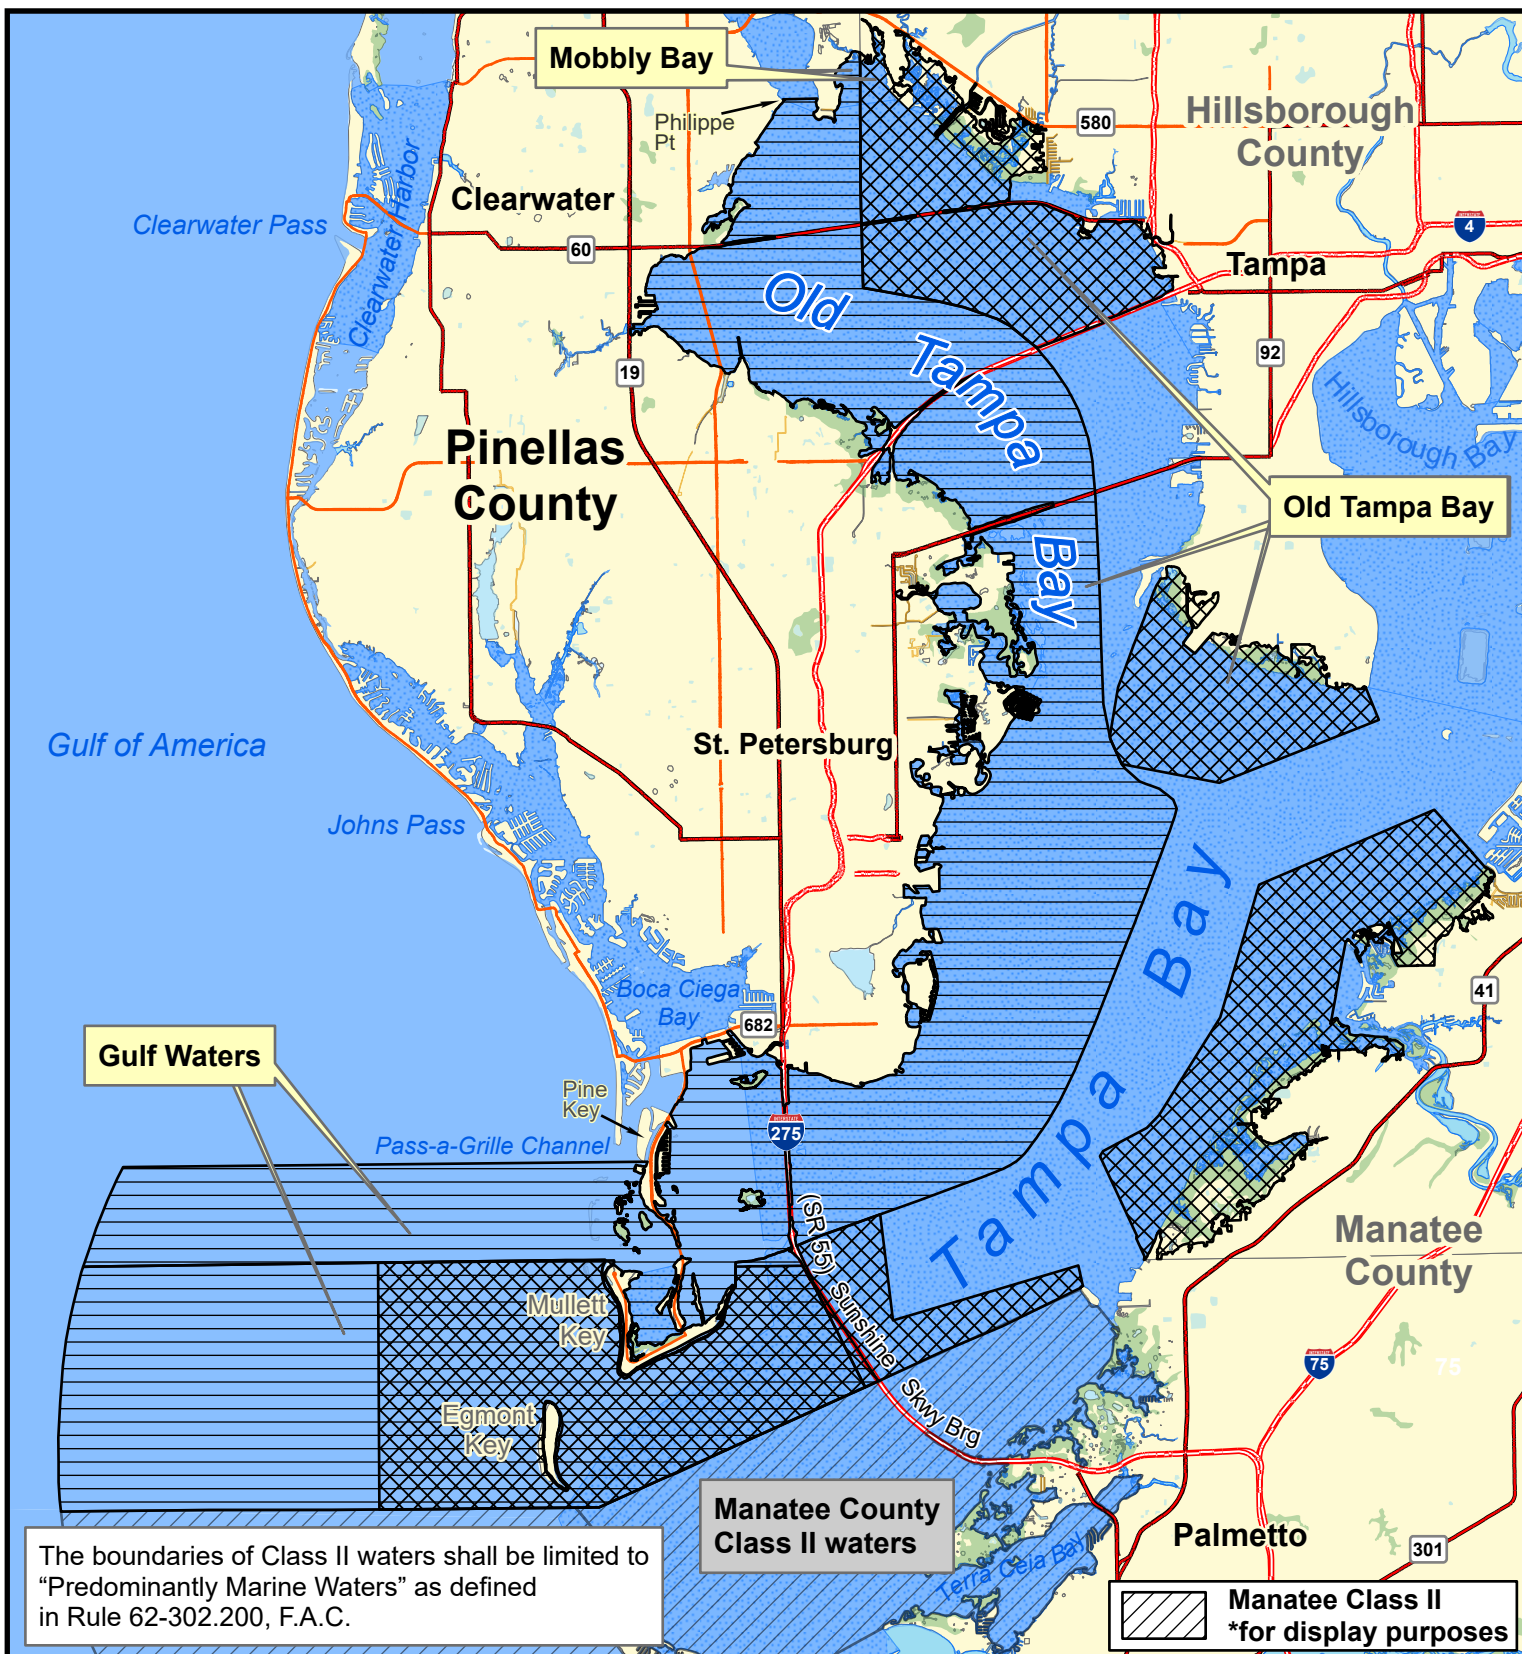 Mobbly Bay
Philippe
Pt
580
Hillsborough
County
Clearwater
Clearwater Pass
Clearwater Harbor
60
INTERSTATE
4
Tampa
Old
Tampa
Bay
19
92
Hillsborough Bay
Pinellas
County
Old Tampa Bay
Gulf of America
St. Petersburg
Johns Pass
Tampa Bay
Boca Ciega
Bay
682
41
Gulf Waters
Pine
Key
INTERSTATE
275
Pass-a-Grille Channel
(SR 55) Sunshine Skwy Brg
Manatee
County
Mullett
Key
INTERSTATE
75
75
Egmont
Key
Manatee County
Class II waters
Palmetto
301
Terra Ceia Bay
The boundaries of Class II waters shall be limited to
“Predominantly Marine Waters” as defined
in Rule 62-302.200, F.A.C.
Manatee Class II
*for display purposes